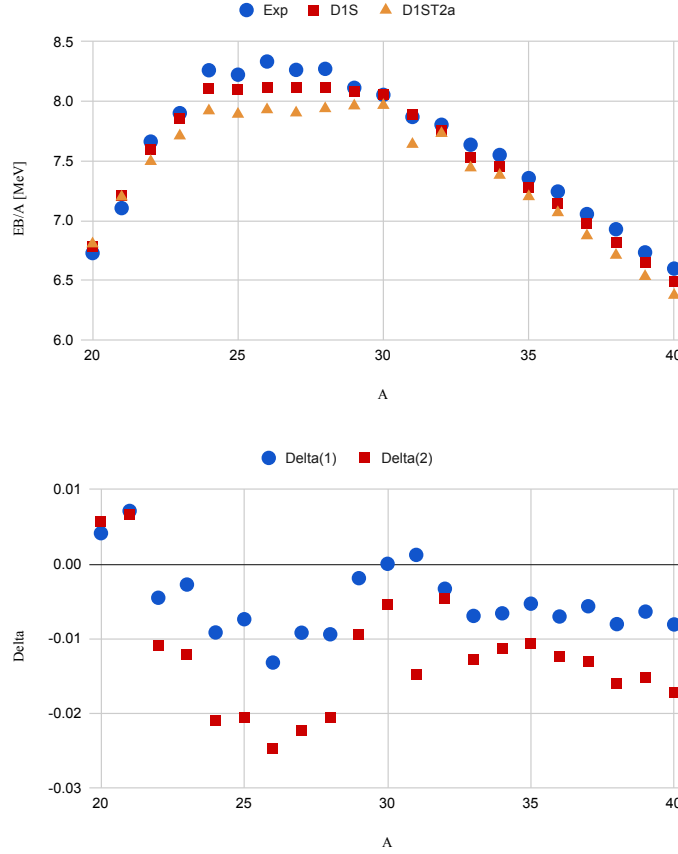 Exp D1S D1ST2a
8.5
8.0
7.5
7.0
6.5
6.0
EB/A [MeV]
20 25 30 35 40
A
Delta(1) Delta(2)
0.01
0.00
-0.01
-0.02
-0.03
Delta
20 25 30 35 40
A